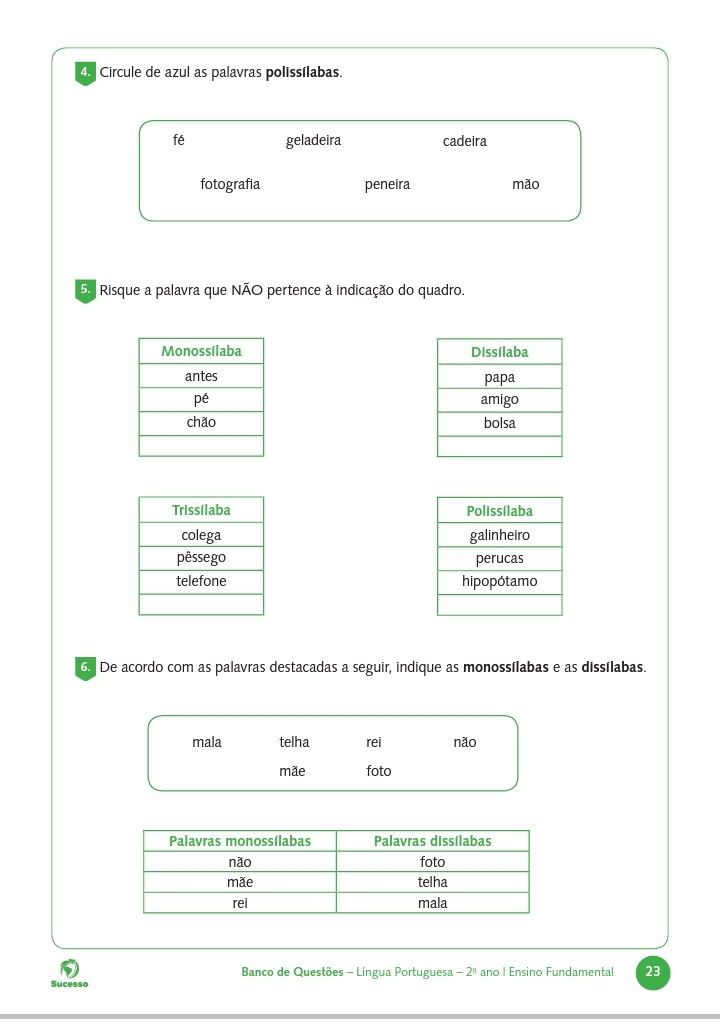 4. Circule de azul as palavras polissílabas.
fé geladeira cadeira
fotografia peneira mão
5. Risque a palavra que NÃO pertence à indicação do quadro.
Monossílaba
antes
pé
chão
Dissílaba
papa
amigo
bolsa
Trissílaba
colega
pêssego
telefone
Polissílaba
galinheiro
perucas
hipopótamo
6. De acordo com as palavras destacadas a seguir, indique as monossílabas e as dissílabas.
mala telha rei não
mãe foto
Palavras monossílabas Palavras dissílabas
não foto
mãe telha
rei mala
Sucesso
Banco de Questões – Língua Portuguesa – 2º ano | Ensino Fundamental
23